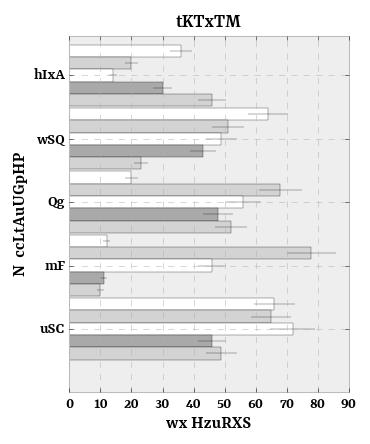 tKTxTM
hIxA
wSQ
Qg
mF
uSC
N ccLtAuUGpHP
0 10 20 30 40 50 60 70 80 90
wx HzuRXS